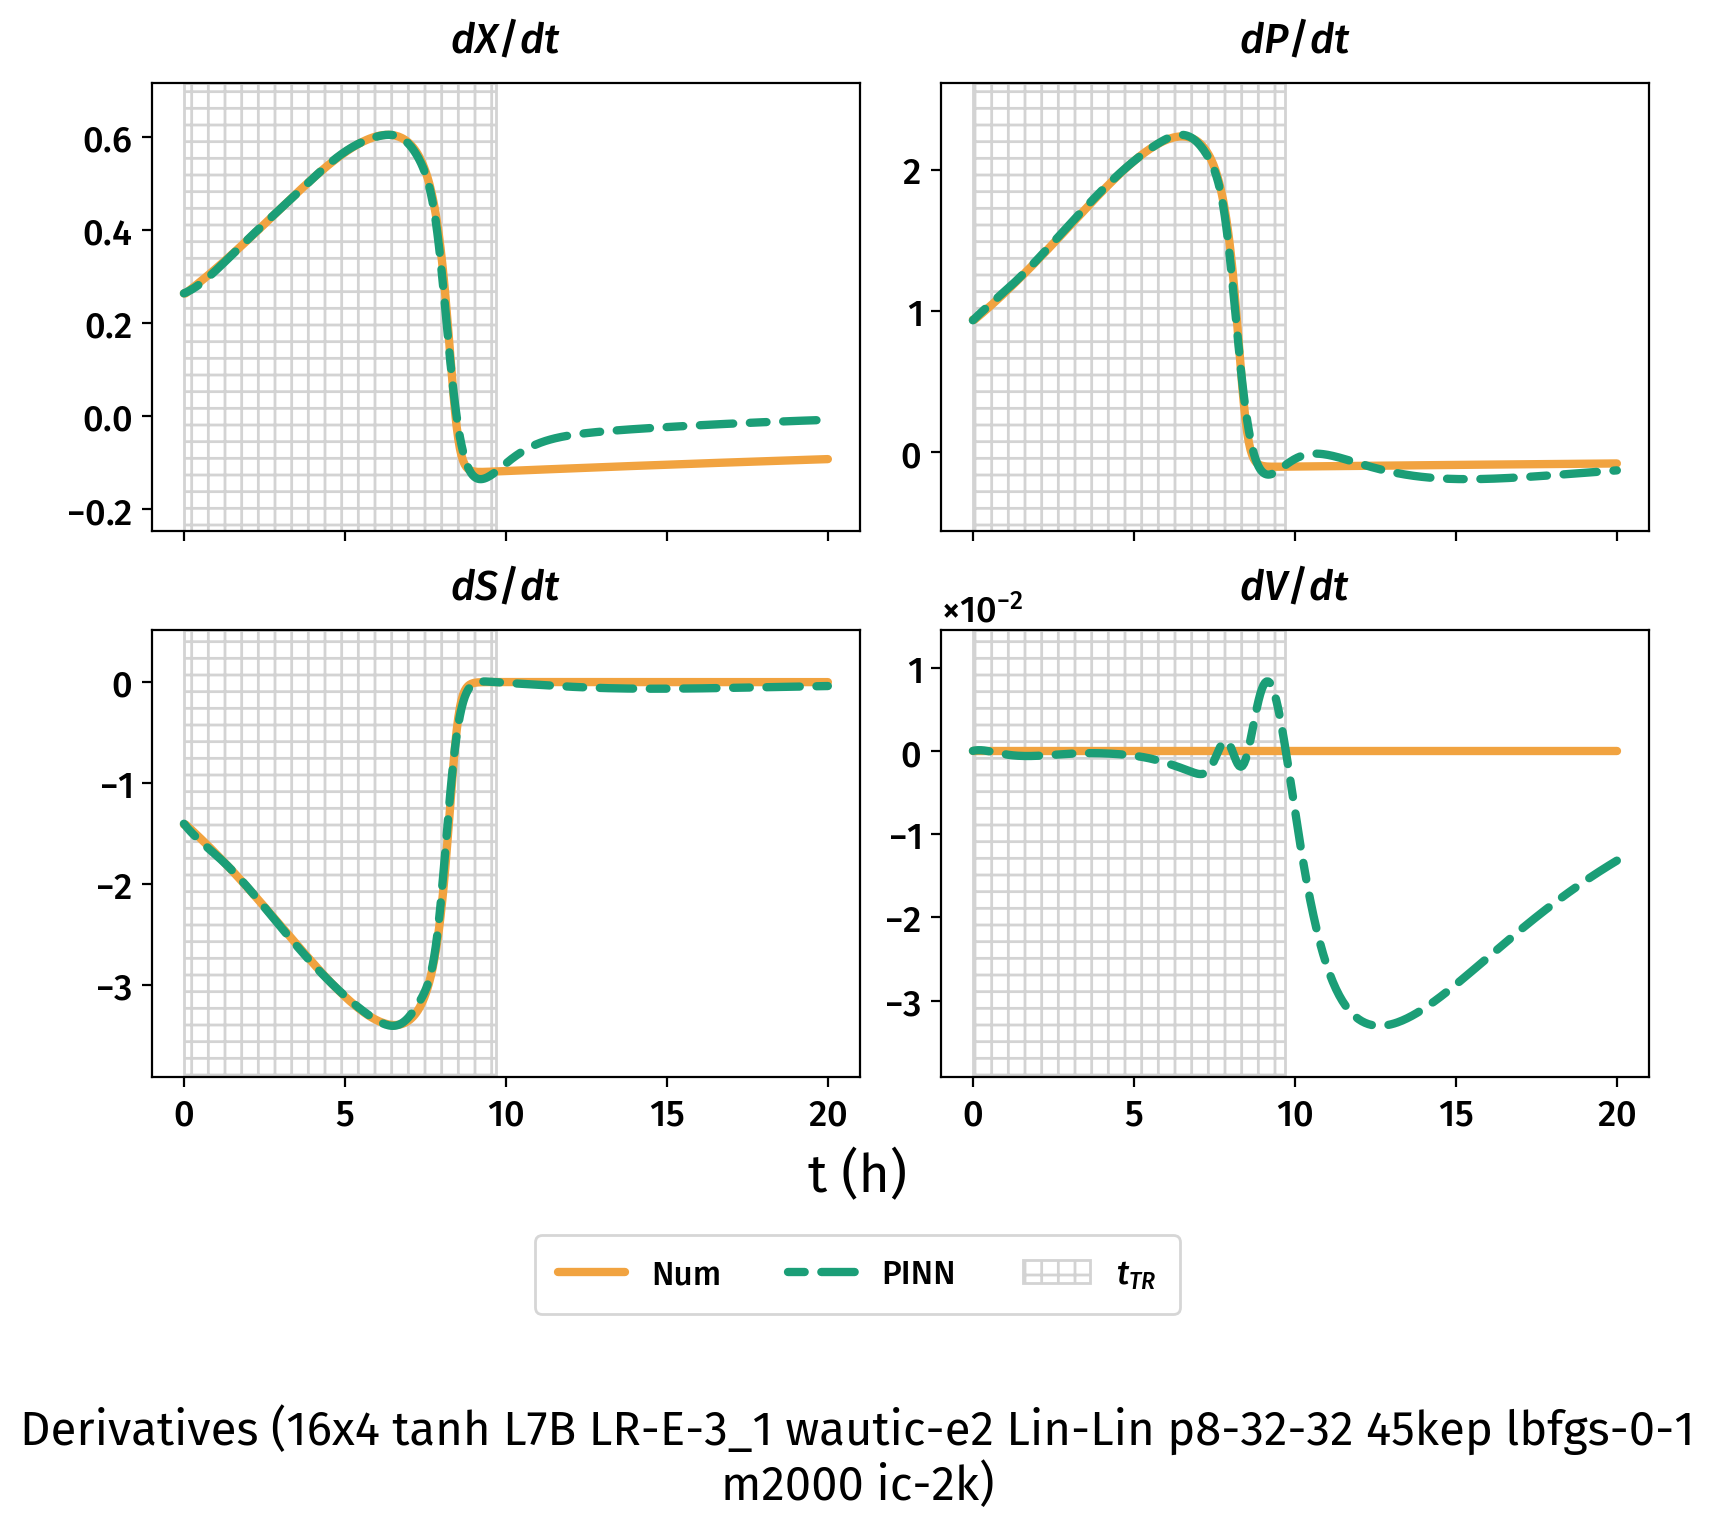 dX/dt
dP/dt
0.6
0.4
0.2
0.0
−0.2
2
1
0
dS/dt
dV/dt
×10−2
0
−1
−2
−3
1
0
−1
−2
−3
0 5 10 15 20
0 5 10 15 20
t (h)
Num PINN tTR
Derivatives (16x4 tanh L7B LR-E-3_1 wautic-e2 Lin-Lin p8-32-32 45kep lbfgs-0-1
m2000 ic-2k)